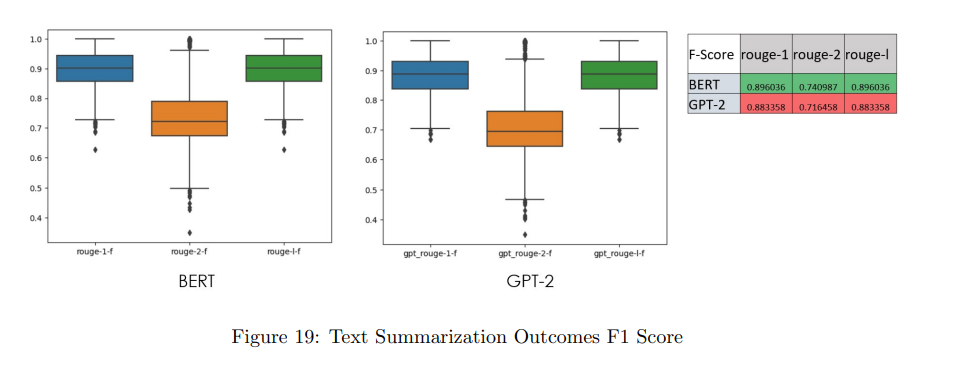 1.0
0.9
0.8
0.7
0.6
0.5
0.4
rouge-1-f rouge-2-f rouge-l-f
BERT
1.0
0.9
0.8
0.7
0.6
0.5
0.4
gpt_rouge-1-f gpt_rouge-2-f gpt_rouge-l-f
GPT-2
F-Score rouge-1 rouge-2 rouge-l
BERT 0.896036 0.740987 0.896036
GPT-2 0.883358 0.716458 0.883358
Figure 19: Text Summarization Outcomes F1 Score